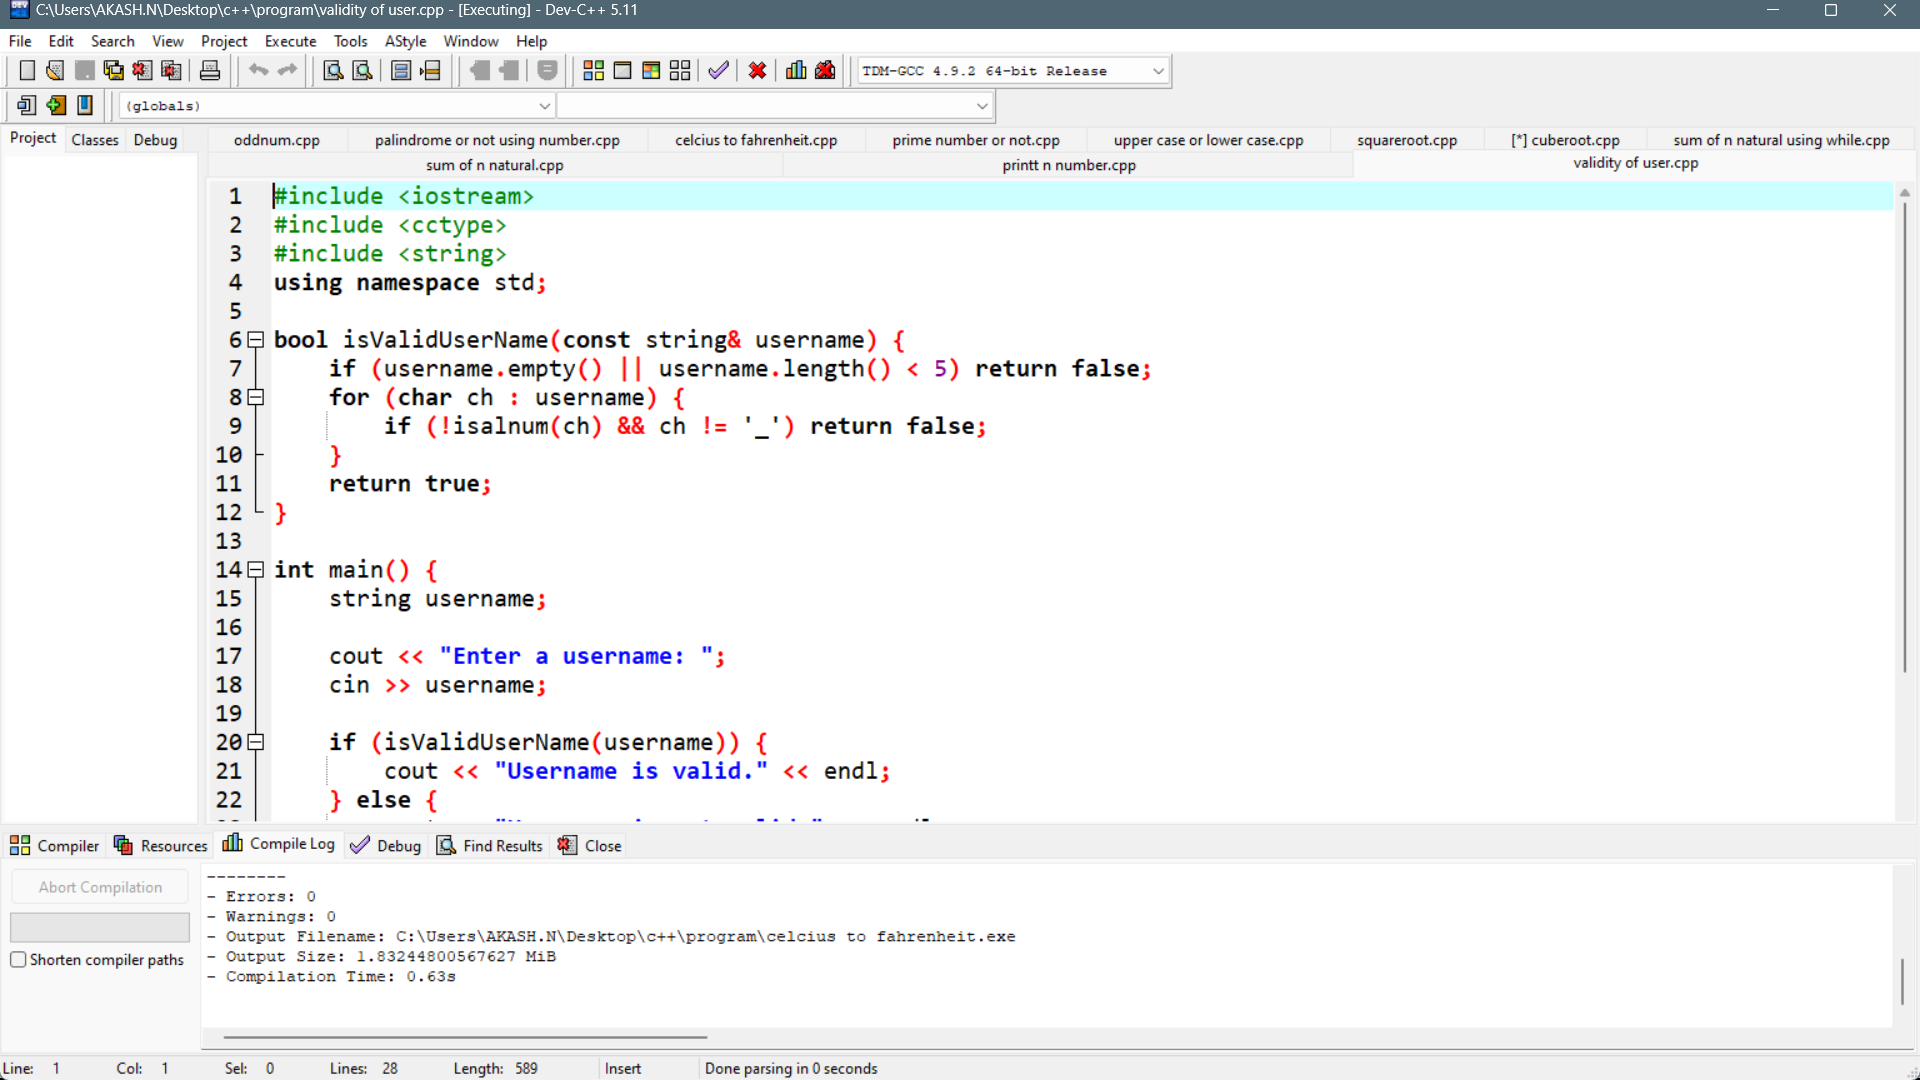 C:\Users\AKASH.N\Desktop\c++\program\validity of user.cpp - [Executing] - Dev-C++ 5.11
File Edit Search View Project Execute Tools AStyle Window Help
TDM-GCC 4.9.2 64-bit Release
(globals)
Project Classes Debug
oddnum.cpp palindrome or not using number.cpp celcius to fahrenheit.cpp prime number or not.cpp upper case or lower case.cpp squareroot.cpp [*] cuberoot.cpp sum of n natural using while.cpp
sum of n natural.cpp printt n number.cpp validity of user.cpp
1 #include <iostream>
2 #include <cctype>
3 #include <string>
4 using namespace std;
5
6 bool isValidUserName(const string& username) {
7 if (username.empty() || username.length() < 5) return false;
8 for (char ch : username) {
9 if (!isalnum(ch) && ch != '_') return false;
10 }
11 return true;
12 }
13
14 int main() {
15 string username;
16
17 cout << "Enter a username: ";
18 cin >> username;
19
20 if (isValidUserName(username)) {
21 cout << "Username is valid." << endl;
22 } else {
Compiler Resources Compile Log Debug Find Results Close
Abort Compilation
Shorten compiler paths
--------
- Errors: 0
- Warnings: 0
- Output Filename: C:\Users\AKASH.N\Desktop\c++\program\celcius to fahrenheit.exe
- Output Size: 1.83244800567627 MiB
- Compilation Time: 0.63s
Line: 1 Col: 1 Sel: 0 Lines: 28 Length: 589 Insert Done parsing in 0 seconds